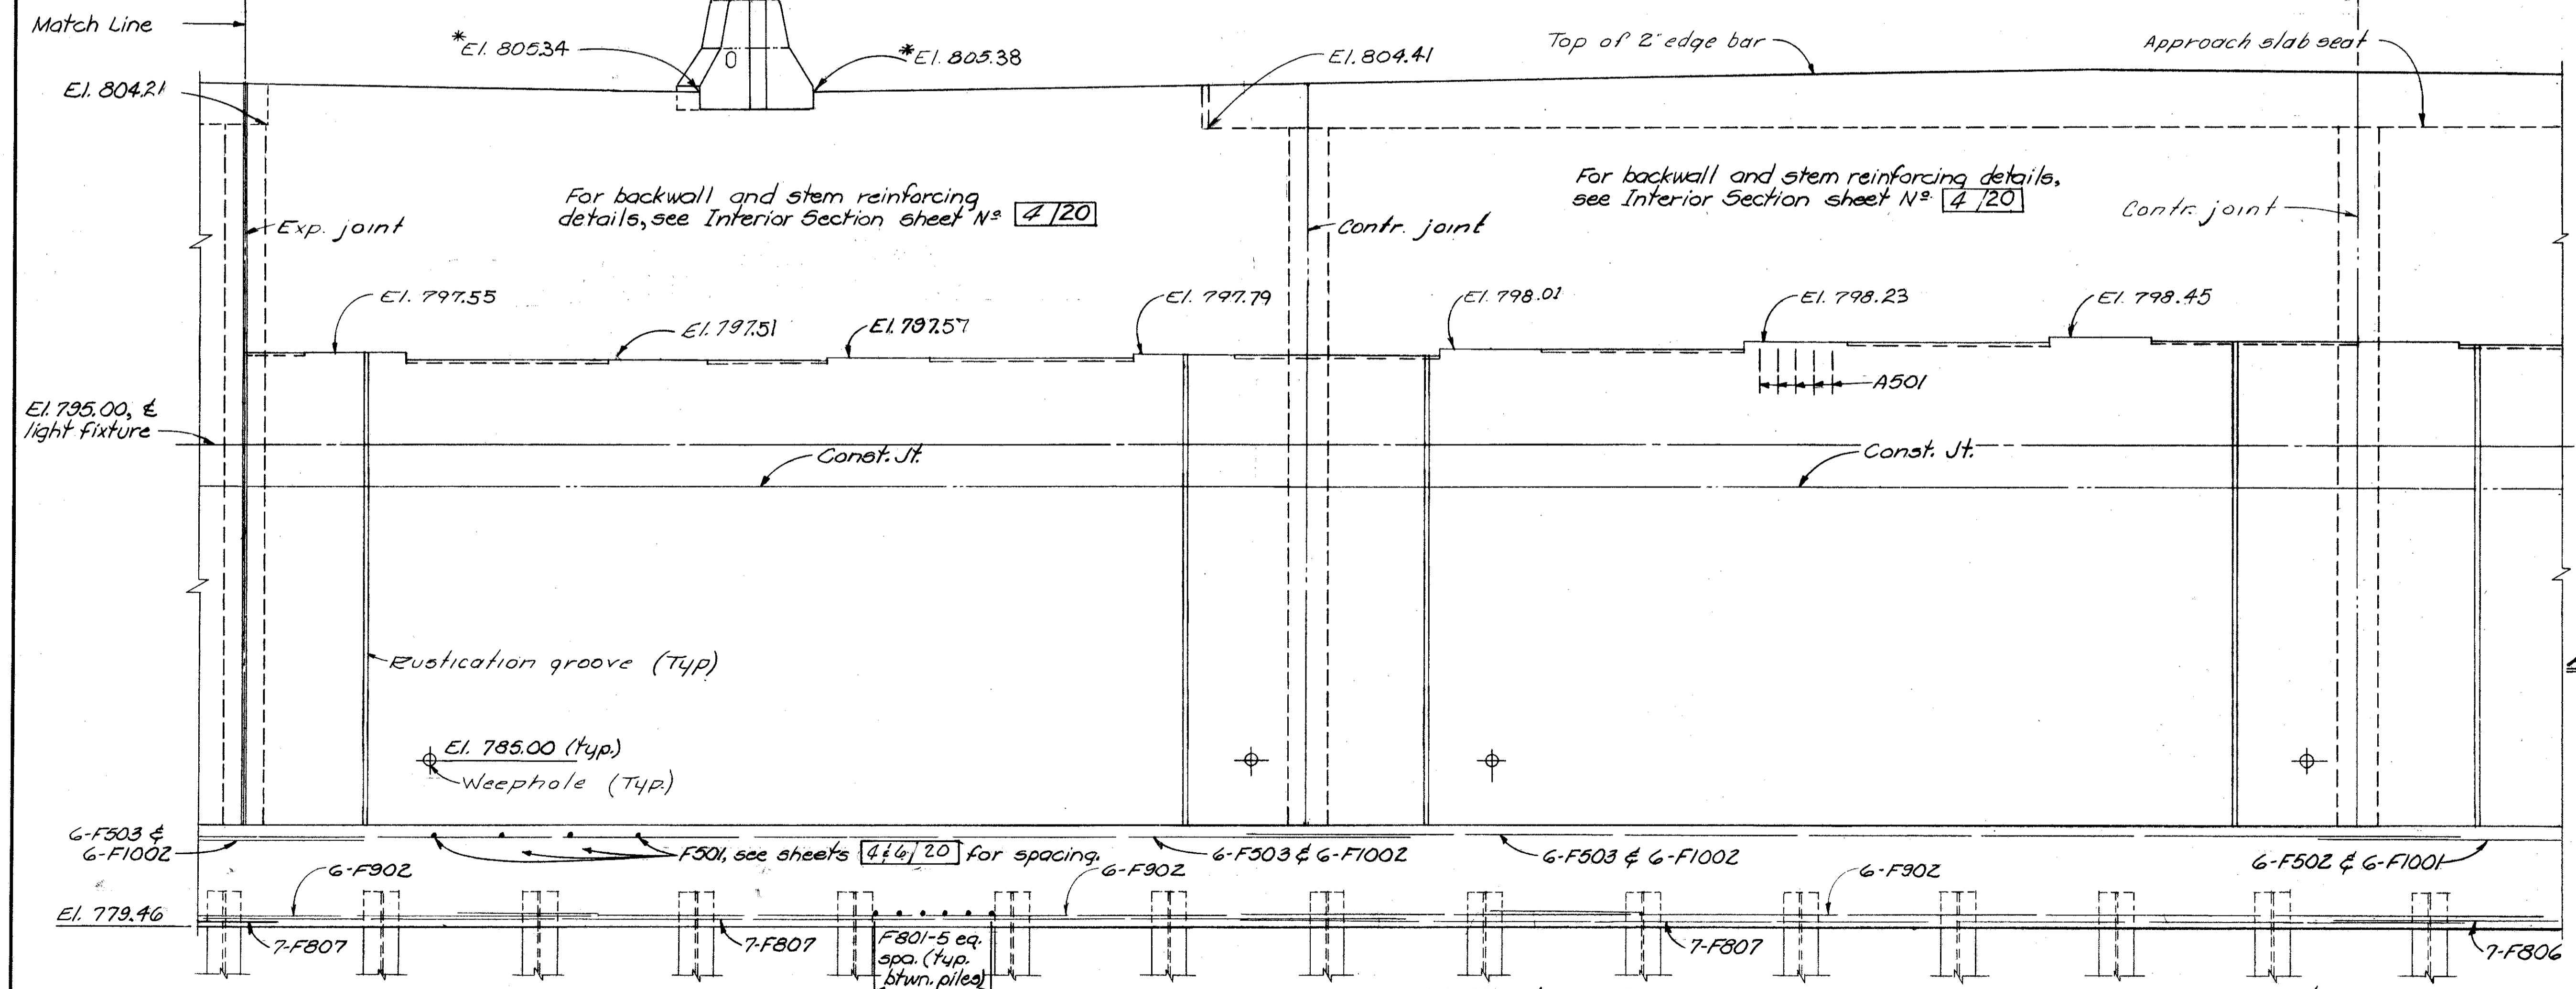 Match Line
*El. 805.34
*El. 805.38
El. 804.41
Top of 2" edge bar
Approach slab seat
El. 804.21
For backwall and stem reinforcing
details, see Interior Section sheet Nº 4/20
For backwall and stem reinforcing details,
see Interior Section sheet Nº 4/20
Exp. joint
Contr. joint
Contr. joint
El. 797.55
El. 797.51
El. 797.57
El. 797.79
El. 798.01
El. 798.23
El. 798.45
A501
El. 795.00, ℄
light fixture
Const. Jt.
Const. Jt.
Rustication groove (Typ)
El. 785.00 (typ.)
Weephole (Typ.)
6-F503 &
6-F1002
F501, see sheets 4&6/20 for spacing.
6-F503 & 6-F1002
6-F503 & 6-F1002
6-F502 & 6-F1001
6-F902
6-F902
6-F902
El. 779.46
7-F807
7-F807
F801-5 eq.
spa. (typ.
btwn. piles)
7-F807
7-F806